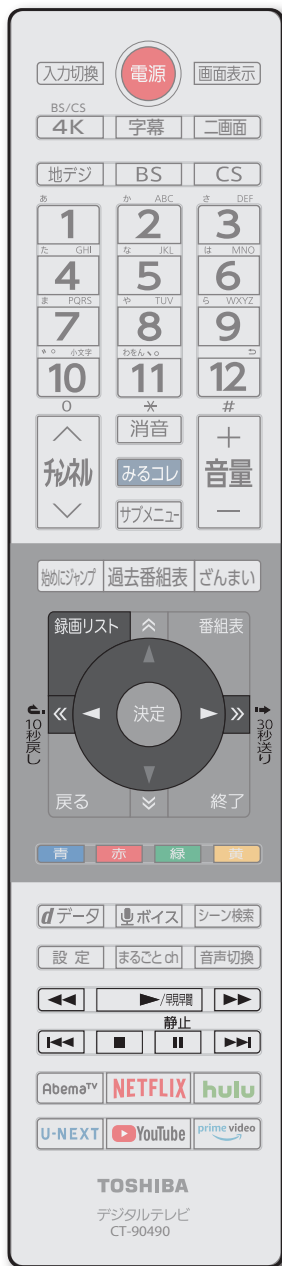 入力切換 電源 画面表示
BS/CS
4K 字幕 二画面
地デジ BS CS
あ か ABC さ DEF
1 2 3
た GHI な JKL は MNO
4 5 6
ま PQRS や TUV ら WXYZ
7 8 9
゛゜ 小文字 わをん、。
10 11 12
0 ＊ #
消音
チャンネル みるコレ + 音量 −
サブメニュー
始めにジャンプ 過去番組表 ざんまい
録画リスト 番組表
10秒戻し 決定 30秒送り
戻る 終了
青 赤 緑 黄
dデータ ボイス シーン検索
設定 まるごとch 音声切換
/早見早聞
静止
AbemaTV NETFLIX hulu
U-NEXT YouTube prime video
TOSHIBA
デジタルテレビ
CT-90490